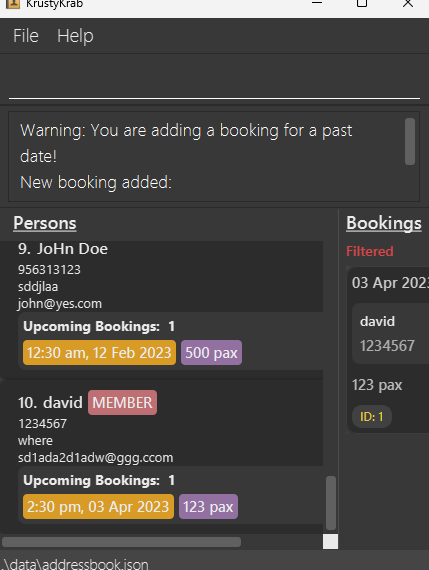 KrustyKrab
File Help
Warning: You are adding a booking for a past
date!
New booking added:
Persons
9. JoHn Doe
956313123
sddjlaa
john@yes.com
Upcoming Bookings: 1
12:30 am, 12 Feb 2023 500 pax
10. david MEMBER
1234567
where
sd1ada2d1adw@ggg.ccom
Upcoming Bookings: 1
2:30 pm, 03 Apr 2023 123 pax
Bookings
Filtered
03 Apr 2023
david
1234567
123 pax
ID: 1
.\data\addressbook.json